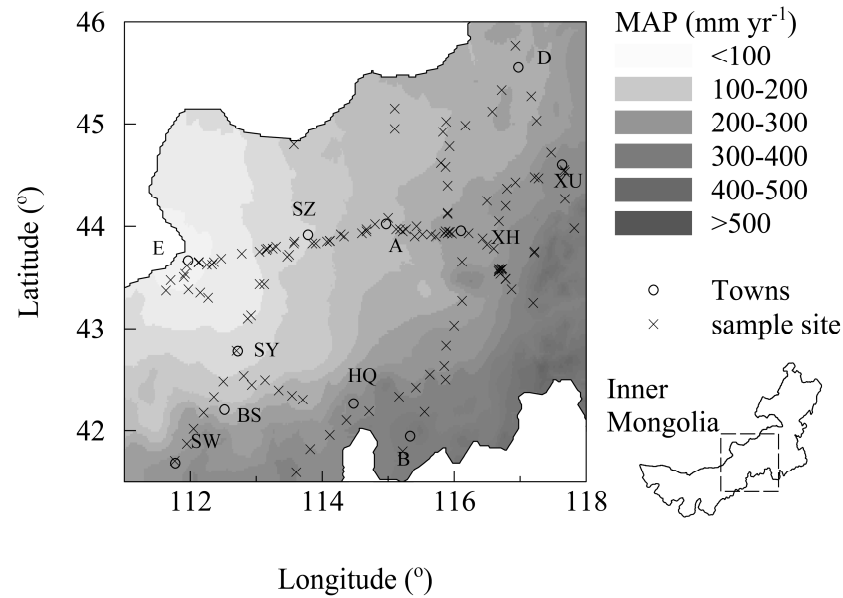 46
45
44
43
42
112
114
116
118
Latitude (°)
Longitude (°)
D
XU
SZ
A
XH
E
SY
HQ
BS
SW
B
MAP (mm yr⁻¹)
<100
100-200
200-300
300-400
400-500
>500
Towns
sample site
Inner
Mongolia